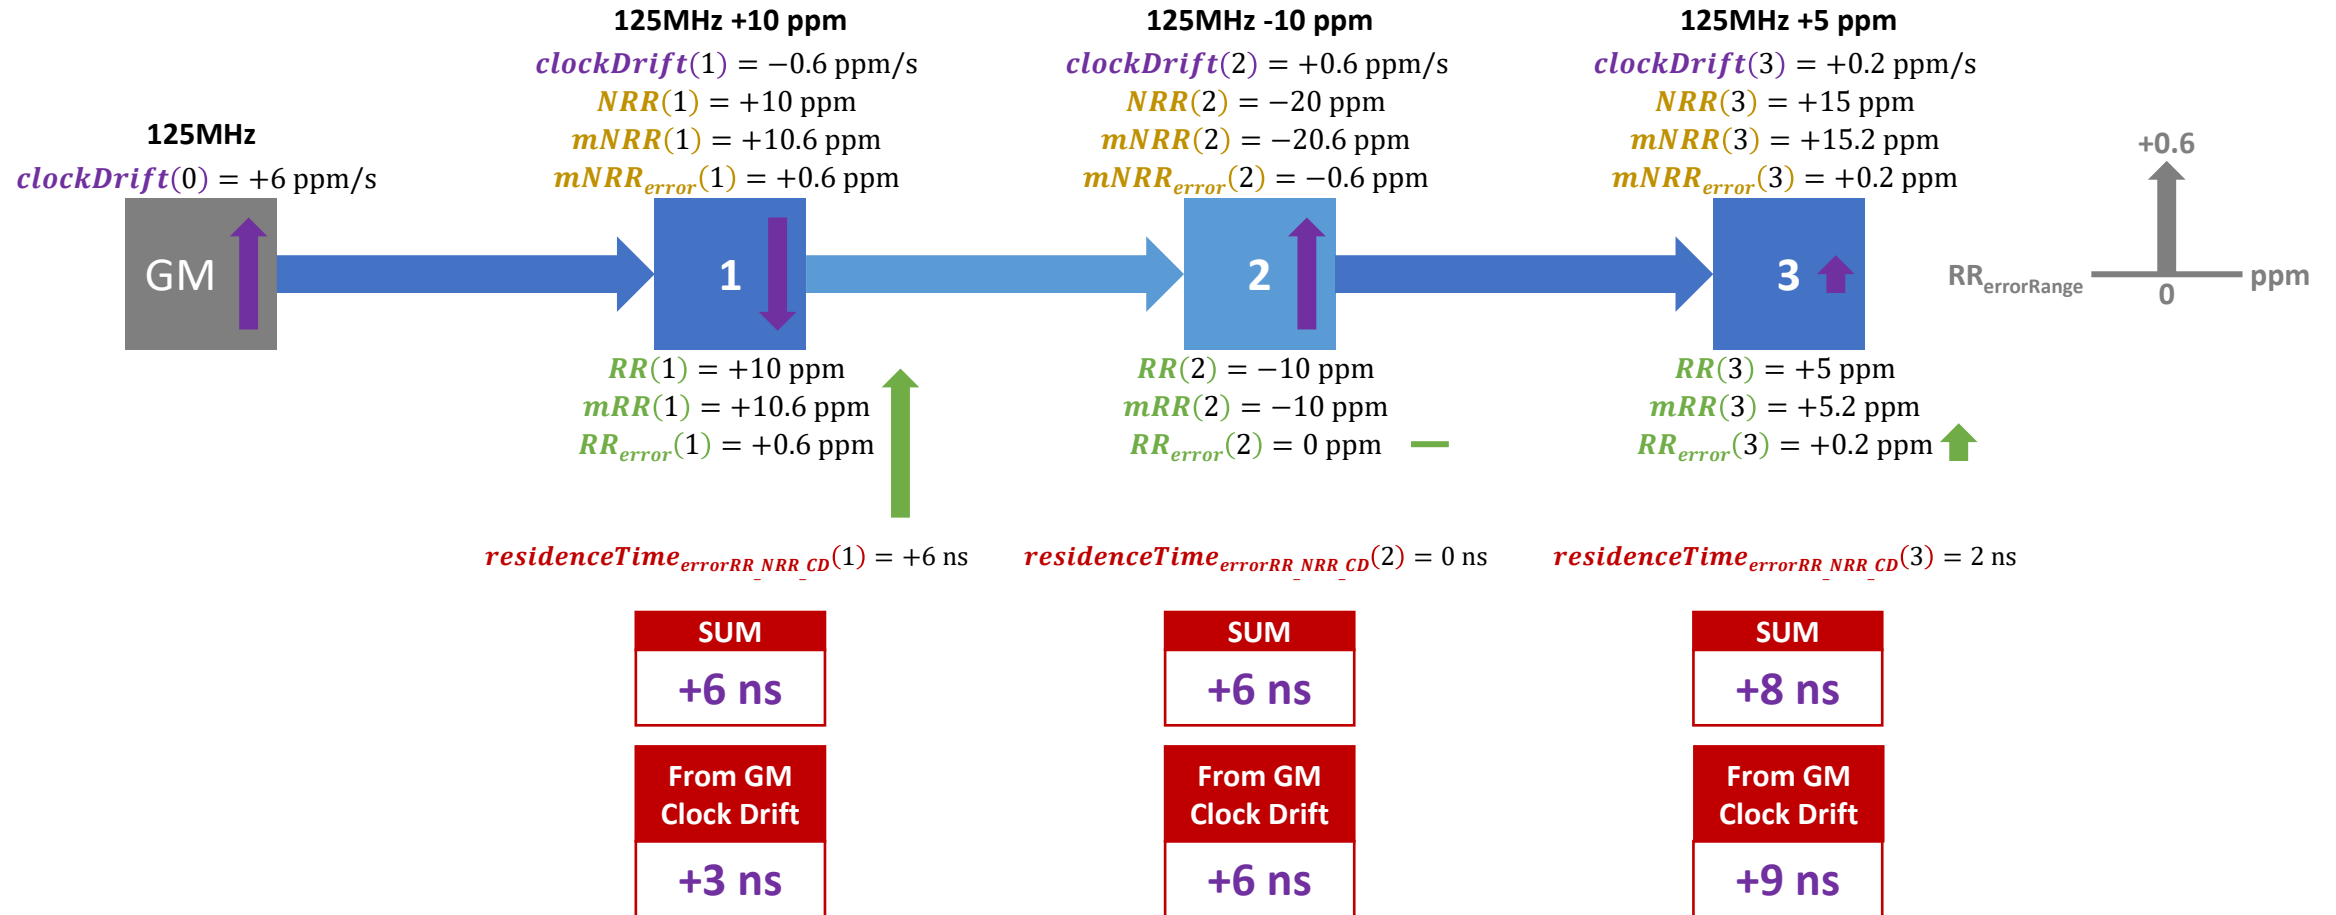 125MHz
clockDrift(0) = +6 ppm/s
GM
125MHz +10 ppm
clockDrift(1) = −0.6 ppm/s
NRR(1) = +10 ppm
mNRR(1) = +10.6 ppm
mNRR_error(1) = +0.6 ppm
1
RR(1) = +10 ppm
mRR(1) = +10.6 ppm
RR_error(1) = +0.6 ppm
residenceTime_errorRR_NRR_CD(1) = +6 ns
SUM
+6 ns
From GM
Clock Drift
+3 ns
125MHz -10 ppm
clockDrift(2) = +0.6 ppm/s
NRR(2) = −20 ppm
mNRR(2) = −20.6 ppm
mNRR_error(2) = −0.6 ppm
2
RR(2) = −10 ppm
mRR(2) = −10 ppm
RR_error(2) = 0 ppm
residenceTime_errorRR_NRR_CD(2) = 0 ns
SUM
+6 ns
From GM
Clock Drift
+6 ns
125MHz +5 ppm
clockDrift(3) = +0.2 ppm/s
NRR(3) = +15 ppm
mNRR(3) = +15.2 ppm
mNRR_error(3) = +0.2 ppm
3
RR(3) = +5 ppm
mRR(3) = +5.2 ppm
RR_error(3) = +0.2 ppm
residenceTime_errorRR_NRR_CD(3) = 2 ns
SUM
+8 ns
From GM
Clock Drift
+9 ns
+0.6
RR_errorRange
0
ppm